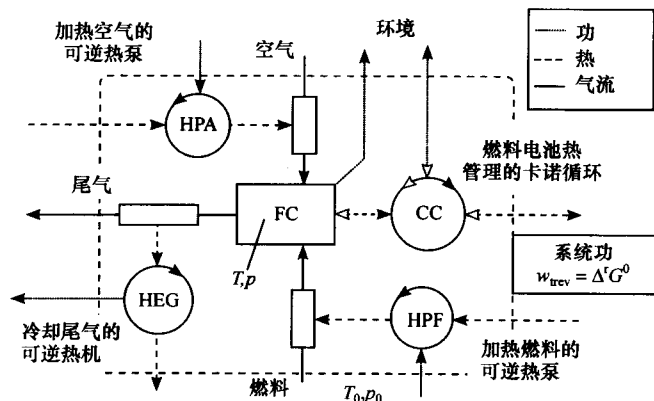 加热空气的
可逆热泵
空气
环境
功
热
气流
HPA
燃料电池热
管理的卡诺循环
尾气
FC
CC
T,p
系统功
w_trev = Δ^rG^0
HEG
HPF
冷却尾气的
可逆热机
加热燃料的
可逆热泵
燃料
T_0,p_0